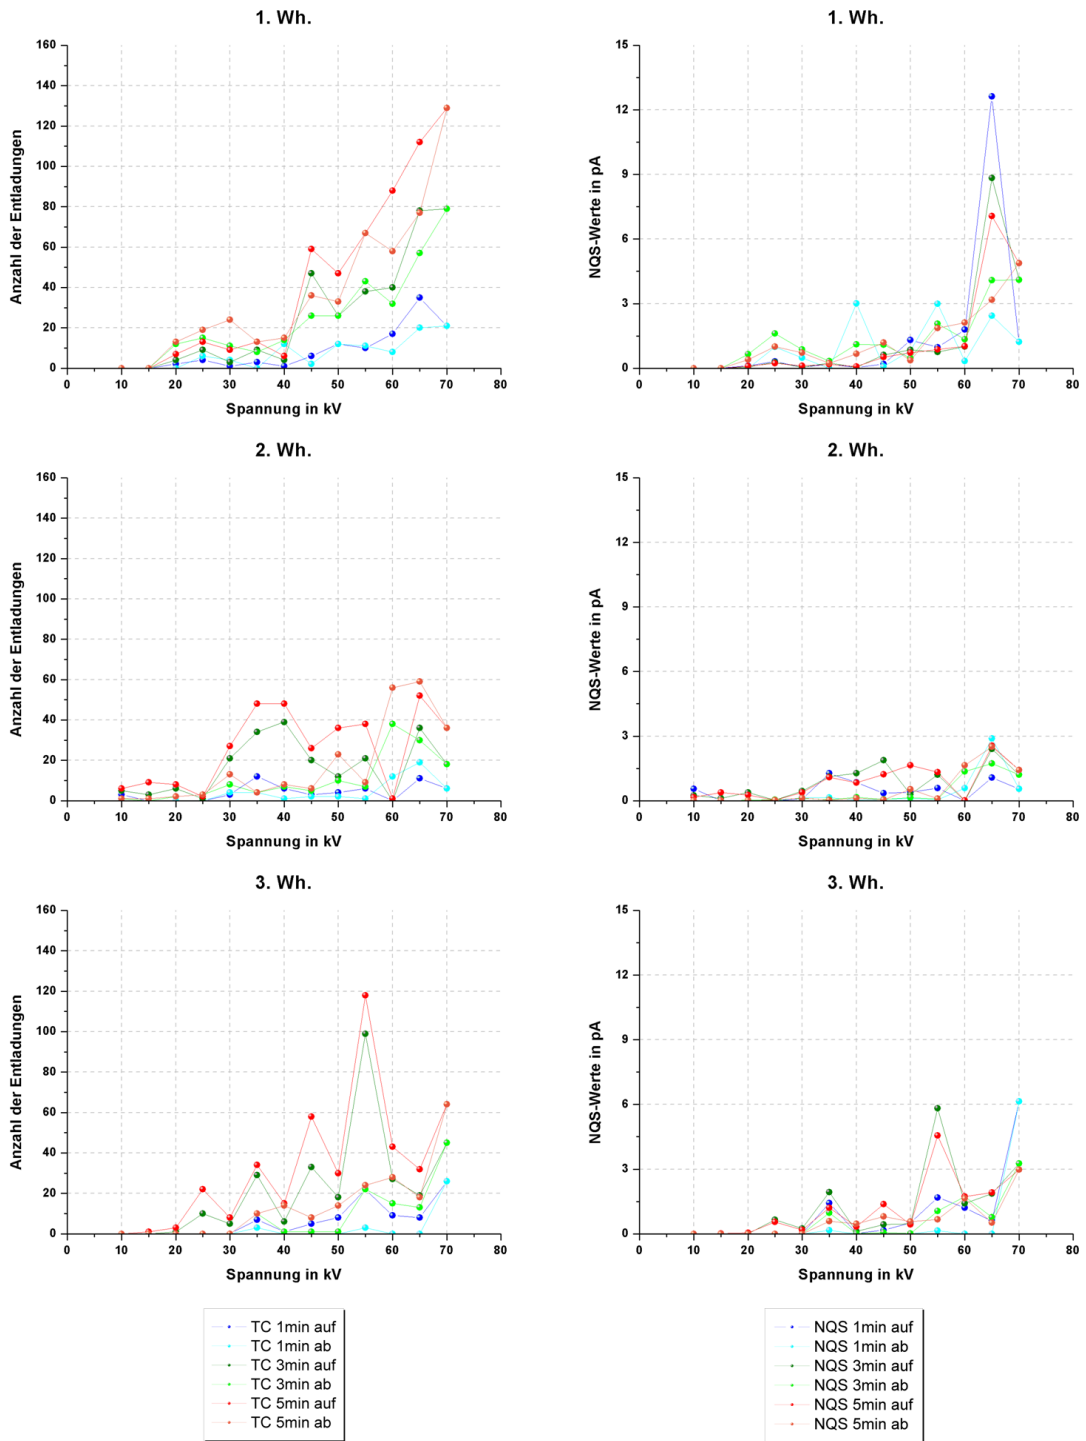 1. Wh.
Anzahl der Entladungen
160
140
120
100
80
60
40
20
0
0 10 20 30 40 50 60 70 80
Spannung in kV
1. Wh.
NQS-Werte in pA
15
12
9
6
3
0
0 10 20 30 40 50 60 70 80
Spannung in kV
2. Wh.
Anzahl der Entladungen
160
140
120
100
80
60
40
20
0
0 10 20 30 40 50 60 70 80
Spannung in kV
2. Wh.
NQS-Werte in pA
15
12
9
6
3
0
0 10 20 30 40 50 60 70 80
Spannung in kV
3. Wh.
Anzahl der Entladungen
160
140
120
100
80
60
40
20
0
0 10 20 30 40 50 60 70 80
Spannung in kV
3. Wh.
NQS-Werte in pA
15
12
9
6
3
0
0 10 20 30 40 50 60 70 80
Spannung in kV
TC 1min auf
TC 1min ab
TC 3min auf
TC 3min ab
TC 5min auf
TC 5min ab
NQS 1min auf
NQS 1min ab
NQS 3min auf
NQS 3min ab
NQS 5min auf
NQS 5min ab